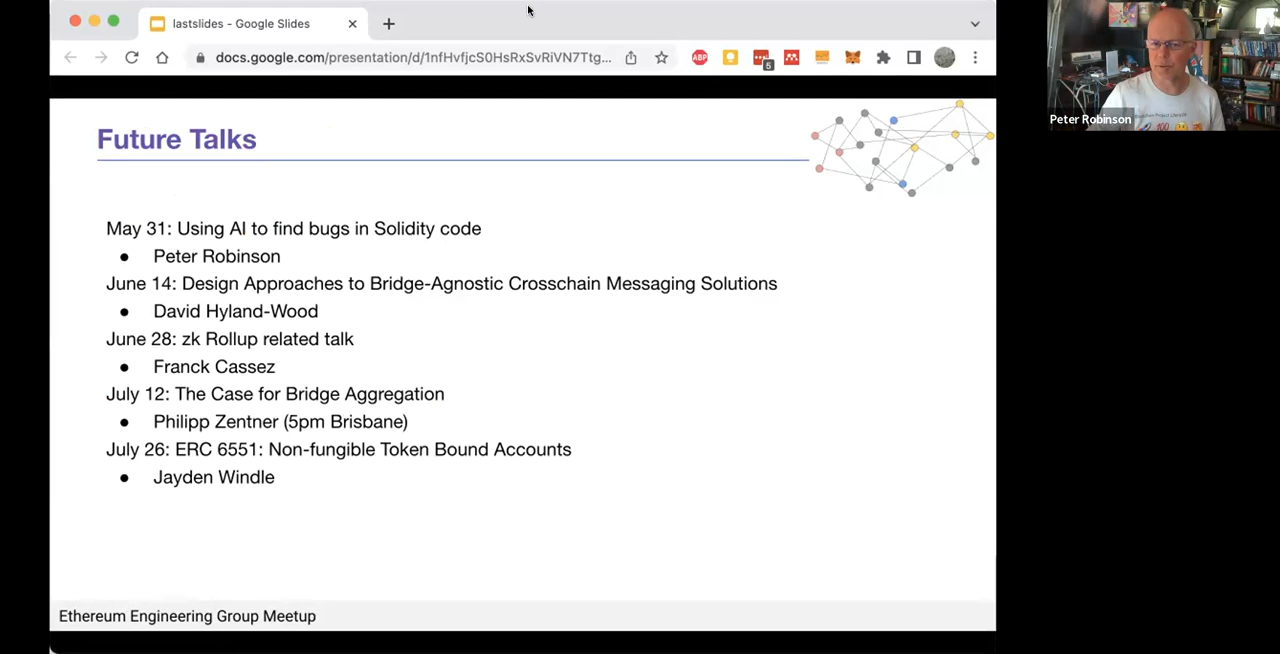 lastslides - Google Slides
docs.google.com/presentation/d/1nfHvfjcS0HsRxSvRiVN7Ttg...
ABP
5
Peter Robinson
100
Future Talks
May 31: Using AI to find bugs in Solidity code
● Peter Robinson
June 14: Design Approaches to Bridge-Agnostic Crosschain Messaging Solutions
● David Hyland-Wood
June 28: zk Rollup related talk
● Franck Cassez
July 12: The Case for Bridge Aggregation
● Philipp Zentner (5pm Brisbane)
July 26: ERC 6551: Non-fungible Token Bound Accounts
● Jayden Windle
Ethereum Engineering Group Meetup